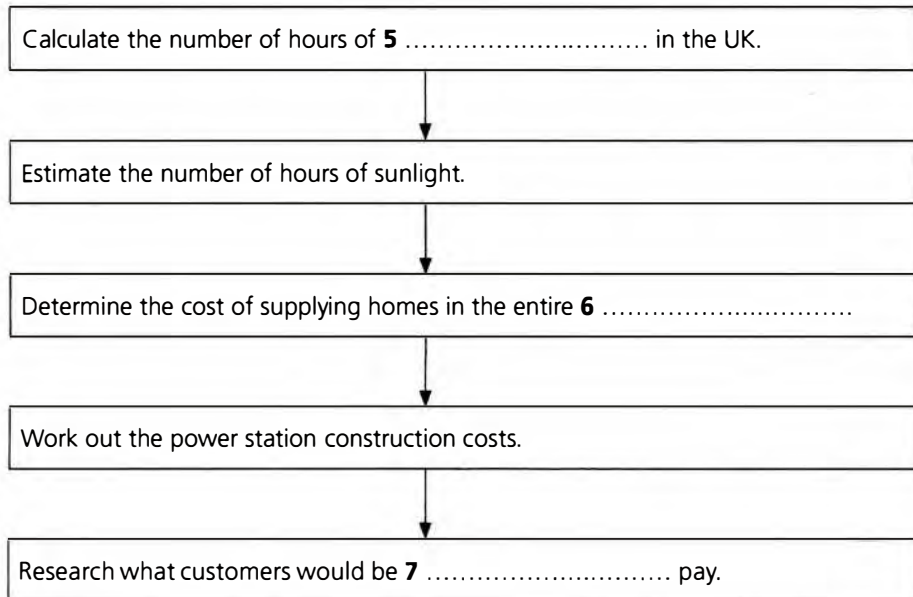 Calculate the number of hours of 5 .............................. in the UK.
Estimate the number of hours of sunlight.
Determine the cost of supplying homes in the entire 6 ..............................
Work out the power station construction costs.
Research what customers would be 7 .............................. pay.